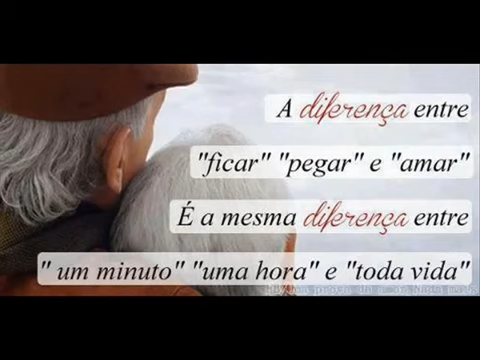 A diferença entre
"ficar" "pegar" e "amar"
É a mesma diferença entre
" um minuto" "uma hora" e "toda vida"